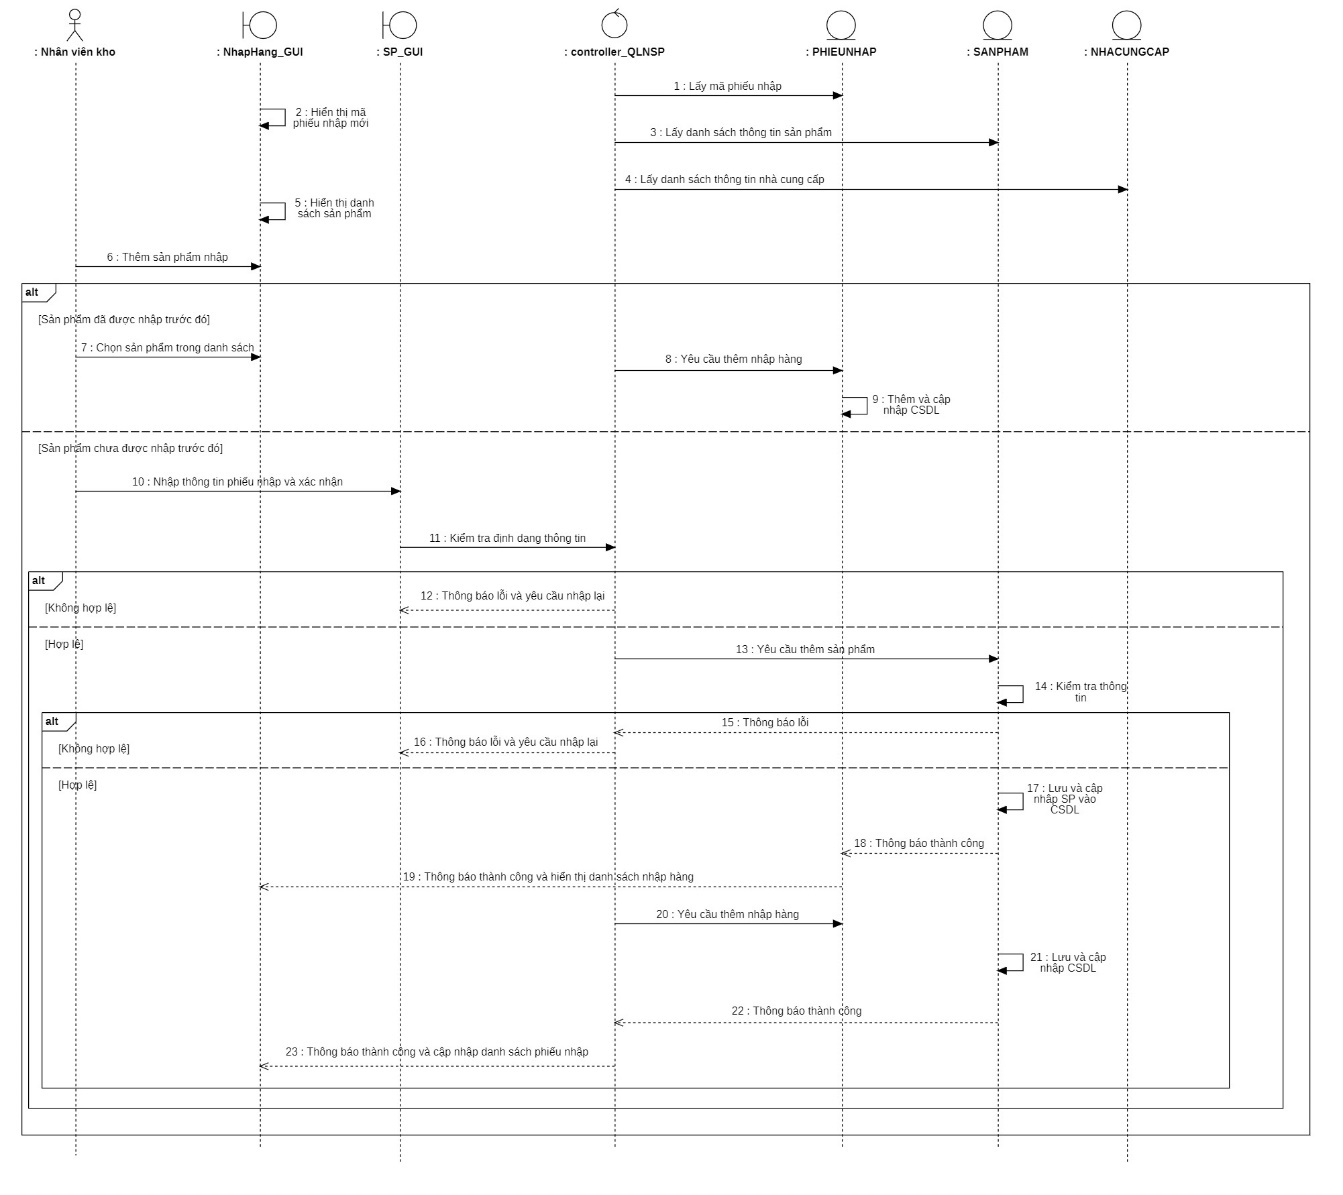 : Nhân viên kho
: NhapHang_GUI
: SP_GUI
: controller_QLNSP
: PHIEUNHAP
: SANPHAM
: NHACUNGCAP
1 : Lấy mã phiếu nhập
2 : Hiển thị mã
phiếu nhập mới
3 : Lấy danh sách thông tin sản phẩm
4 : Lấy danh sách thông tin nhà cung cấp
5 : Hiển thị danh
sách sản phẩm
6 : Thêm sản phẩm nhập
alt
[Sản phẩm đã được nhập trước đó]
7 : Chọn sản phẩm trong danh sách
8 : Yêu cầu thêm nhập hàng
9 : Thêm và cập
nhập CSDL
[Sản phẩm chưa được nhập trước đó]
10 : Nhập thông tin phiếu nhập và xác nhận
11 : Kiểm tra định dạng thông tin
alt
12 : Thông báo lỗi và yêu cầu nhập lại
[Không hợp lệ]
[Hợp lệ]
13 : Yêu cầu thêm sản phẩm
14 : Kiểm tra thông
tin
alt
15 : Thông báo lỗi
16 : Thông báo lỗi và yêu cầu nhập lại
[Không hợp lệ]
[Hợp lệ]
17 : Lưu và cập
nhập SP vào
CSDL
18 : Thông báo thành công
19 : Thông báo thành công và hiển thị danh sách nhập hàng
20 : Yêu cầu thêm nhập hàng
21 : Lưu và cập
nhập CSDL
22 : Thông báo thành công
23 : Thông báo thành công và cập nhập danh sách phiếu nhập